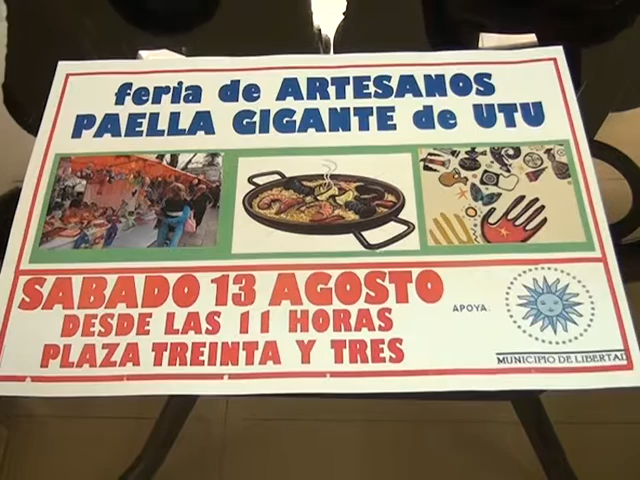 feria de ARTESANOS
PAELLA GIGANTE de UTU
SABADO 13 AGOSTO
DESDE LAS 11 HORAS
PLAZA TREINTA Y TRES
APOYA.
MUNICIPIO DE LIBERTAD